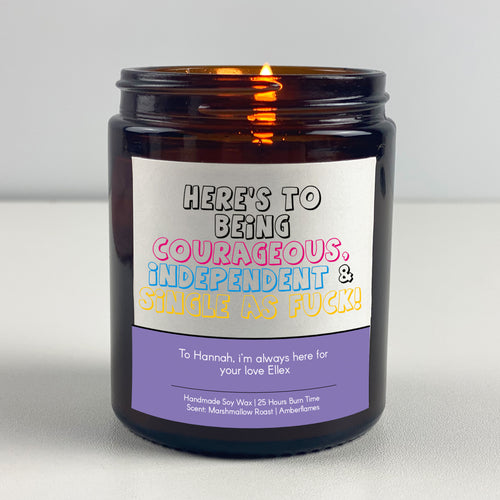 HERE'S TO
BEING
COURAGEOUS,
INDEPENDENT &
SINGLE AS FUCK!
To Hannah, i'm always here for
your love Ellex
Handmade Soy Wax | 25 Hours Burn Time
Scent: Marshmallow Roast | Amberflames